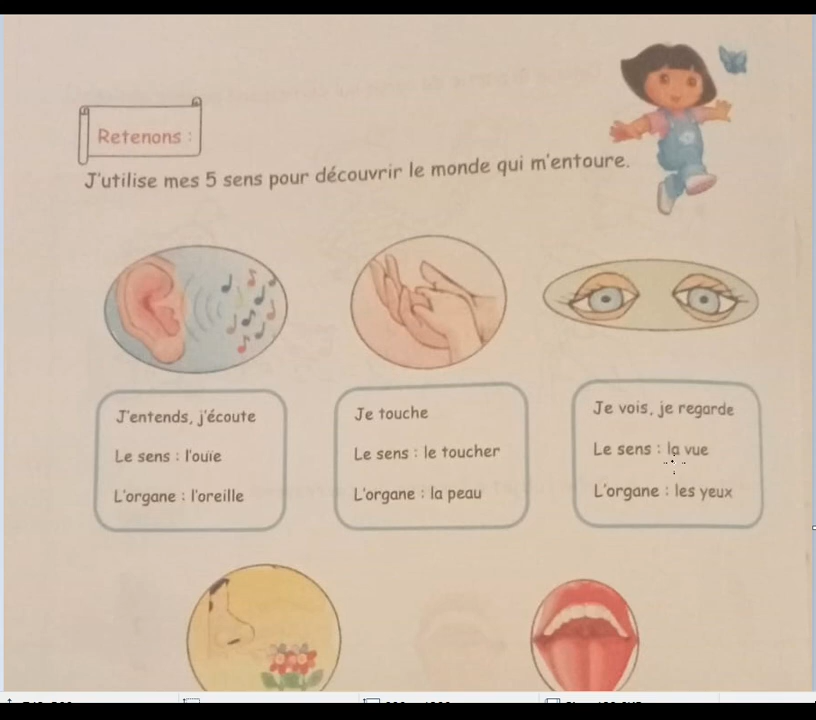 Retenons :
J'utilise mes 5 sens pour découvrir le monde qui m'entoure.
J'entends, j'écoute
Le sens : l'ouïe
L'organe : l'oreille
Je touche
Le sens : le toucher
L'organe : la peau
Je vois, je regarde
Le sens : la vue
L'organe : les yeux